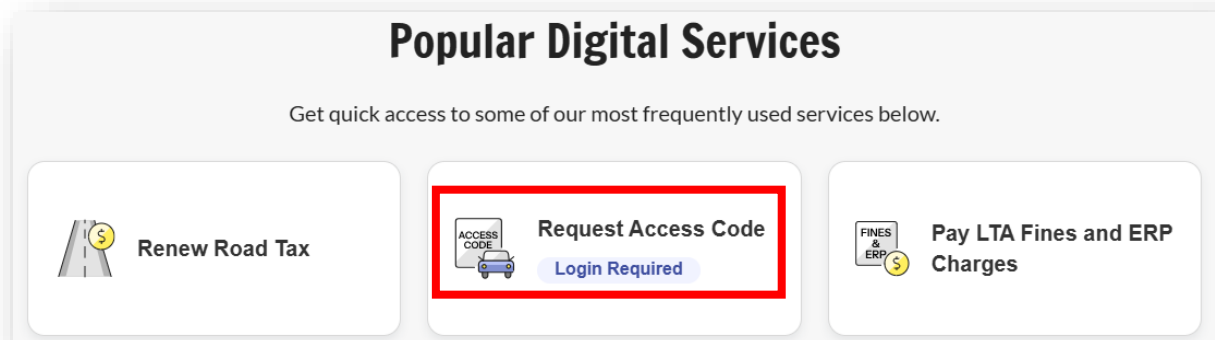 Popular Digital Services
Get quick access to some of our most frequently used services below.
$
Renew Road Tax
ACCESS
CODE
Request Access Code
Login Required
FINES
&
ERP
$
Pay LTA Fines and ERP
Charges